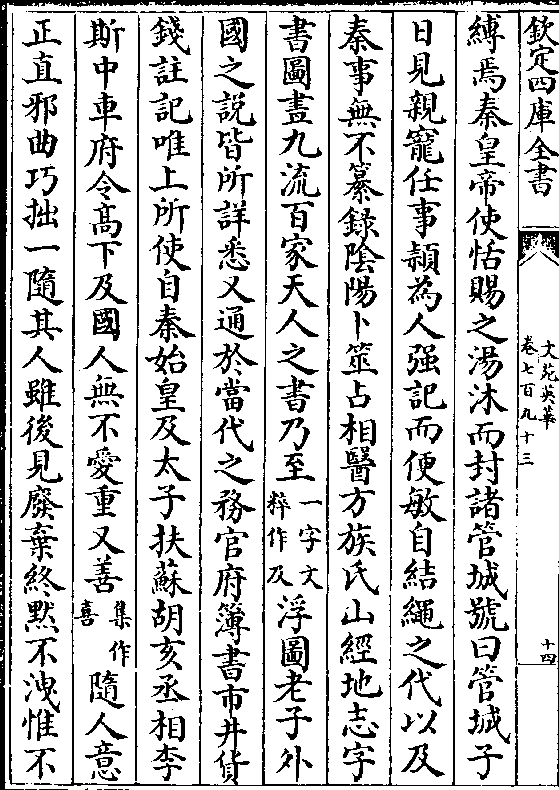 欽定四庫全書
文苑英華
卷七百九十三
十四
縛焉秦皇帝使恬賜之湯沐而封諸管城號曰管城子
日見親寵任事頴為人强記而便敏自結繩之代以及
秦事無不纂録陰陽卜筮占相醫方族氏山經地志字
書圖畫九流百家天人之書乃至一字文粹作及浮圖老子外
國之說皆所詳悉又通於當代之務官府簿書市井貨
錢註記唯上所使自秦始皇及太子扶蘇胡亥丞相李
斯中車府令高下及國人無不愛重又善集作喜隨人意
正直邪曲巧拙一隨其人雖後見廢棄終黙不洩惟不